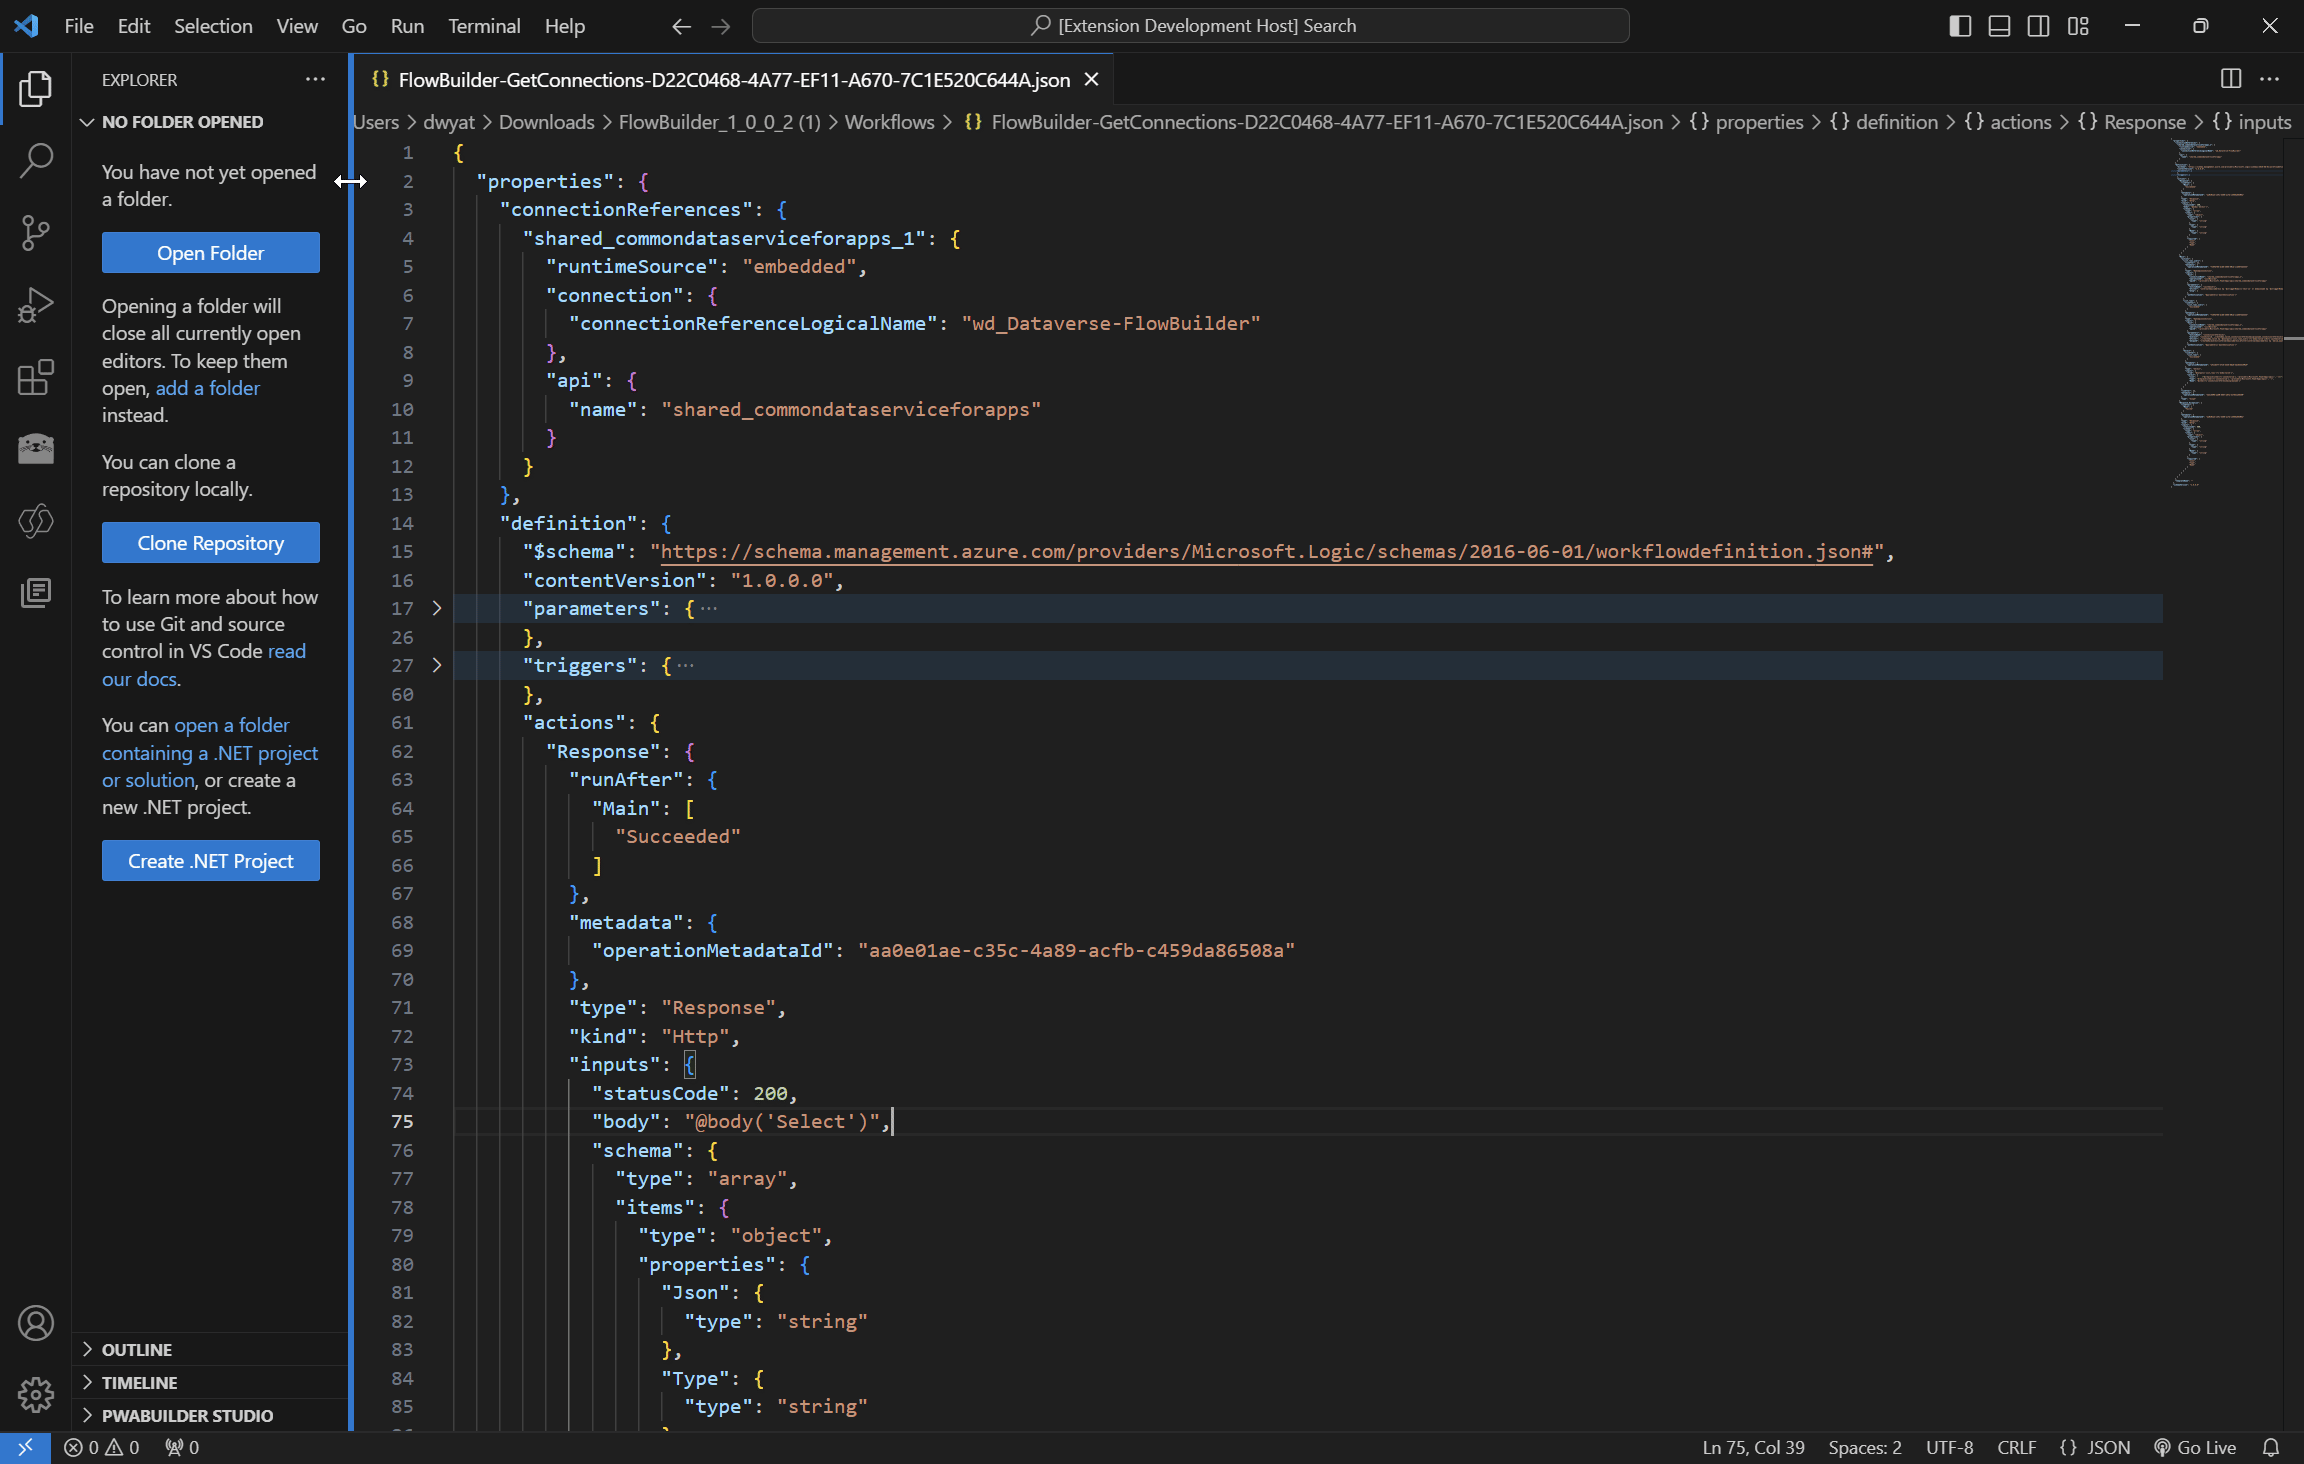 File Edit Selection View Go Run Terminal Help
[Extension Development Host] Search
EXPLORER
NO FOLDER OPENED
You have not yet opened
a folder.
Open Folder
Opening a folder will
close all currently open
editors. To keep them
open, add a folder
instead.
You can clone a
repository locally.
Clone Repository
To learn more about how
to use Git and source
control in VS Code read
our docs.
You can open a folder
containing a .NET project
or solution, or create a
new .NET project.
Create .NET Project
OUTLINE
TIMELINE
PWABUILDER STUDIO
{} FlowBuilder-GetConnections-D22C0468-4A77-EF11-A670-7C1E520C644A.json
Users > dwyat > Downloads > FlowBuilder_1_0_0_2 (1) > Workflows > {} FlowBuilder-GetConnections-D22C0468-4A77-EF11-A670-7C1E520C644A.json > {} properties > {} definition > {} actions > {} Response > {} inputs
1 {
2 "properties": {
3 "connectionReferences": {
4 "shared_commondataserviceforapps_1": {
5 "runtimeSource": "embedded",
6 "connection": {
7 "connectionReferenceLogicalName": "wd_Dataverse-FlowBuilder"
8 },
9 "api": {
10 "name": "shared_commondataserviceforapps"
11 }
12 }
13 },
14 "definition": {
15 "$schema": "https://schema.management.azure.com/providers/Microsoft.Logic/schemas/2016-06-01/workflowdefinition.json#",
16 "contentVersion": "1.0.0.0",
17 > "parameters": {···
26 },
27 > "triggers": {···
60 },
61 "actions": {
62 "Response": {
63 "runAfter": {
64 "Main": [
65 "Succeeded"
66 ]
67 },
68 "metadata": {
69 "operationMetadataId": "aa0e01ae-c35c-4a89-acfb-c459da86508a"
70 },
71 "type": "Response",
72 "kind": "Http",
73 "inputs": {
74 "statusCode": 200,
75 "body": "@body('Select')",
76 "schema": {
77 "type": "array",
78 "items": {
79 "type": "object",
80 "properties": {
81 "Json": {
82 "type": "string"
83 },
84 "Type": {
85 "type": "string"
0 0 0
Ln 75, Col 39 Spaces: 2 UTF-8 CRLF {} JSON Go Live